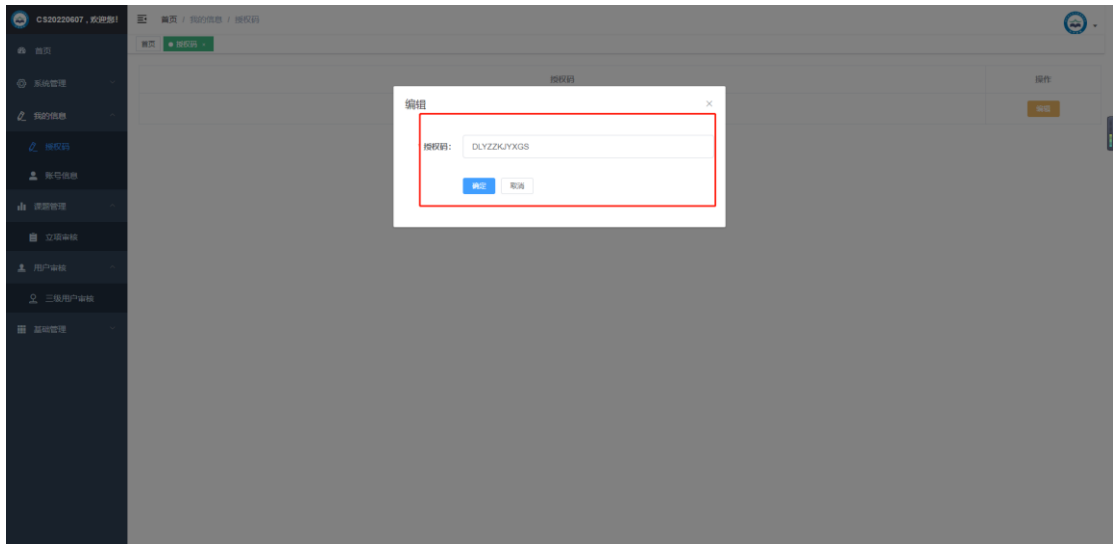 CS20220607 , 欢迎您!
首页 / 我的信息 / 授权码
首页
授权码 ×
首页
系统管理
我的信息
授权码
账号信息
课题管理
立项审核
用户审核
三级用户审核
基础管理
授权码
操作
编辑
编辑
×
* 授权码:
DLYZZKJYXGS
确定
取消